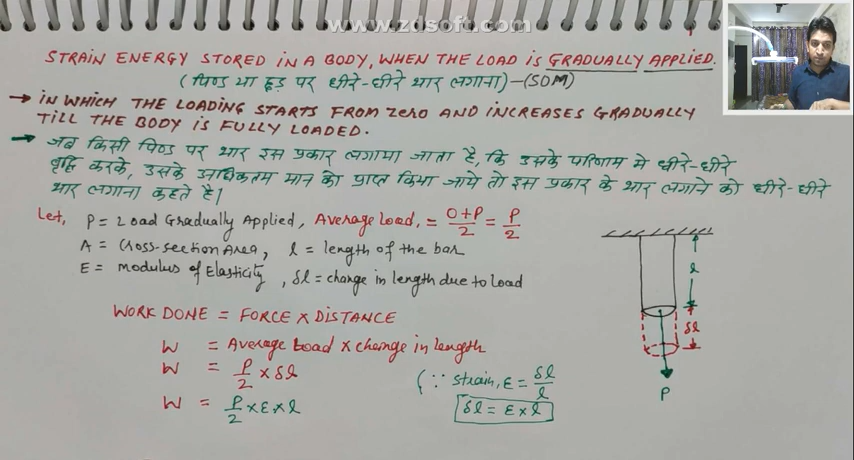 www.zdsoft.com
STRAIN ENERGY STORED IN A BODY, WHEN THE LOAD IS GRADUALLY APPLIED.
(पिण्ड या छड़ पर धीरे-धीरे भार लगाना) - (SOM)
→ IN WHICH THE LOADING STARTS FROM ZERO AND INCREASES GRADUALLY
TILL THE BODY IS FULLY LOADED.
→ जब किसी पिण्ड पर भार इस प्रकार लगाया जाता है, कि उसके परिणाम मे धीरे-धीरे
वृद्धि करके, उसके अधिकतम मान को प्राप्त किया जाये तो इस प्रकार के भार लगाने को धीरे-धीरे
भार लगाना कहते है।
Let, P = Load Gradually Applied, Average Load, = 0+P/2 = P/2
A = Cross-section Area, l = length of the bar
E = modulus of Elasticity, δl = change in length due to load
WORK DONE = FORCE × DISTANCE
W = Average Load × change in length
W = P/2 × δl
(∵ strain, ε = δl/l
W = P/2 × ε × l
δl = ε × l
l
δl
P